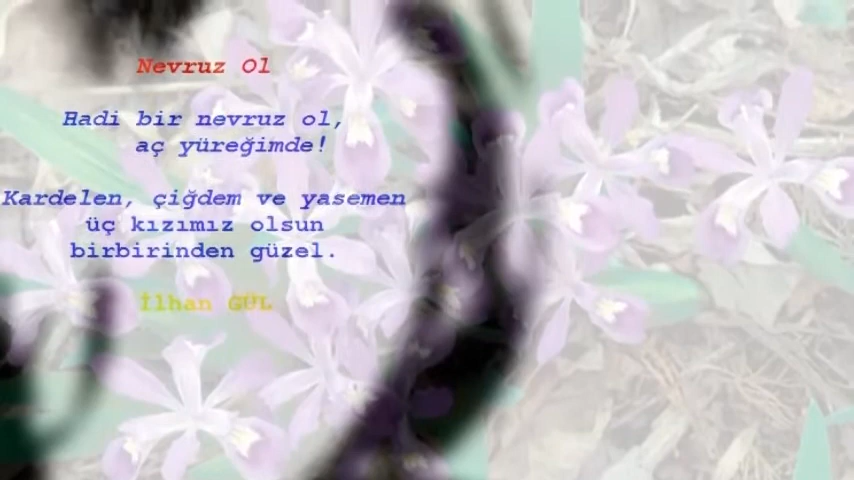 Nevruz Ol
Hadi bir nevruz ol,
aç yüreğimde!
Kardelen, çiğdem ve yasemen
üç kızımız olsun
birbirinden güzel.
İlhan GÜL